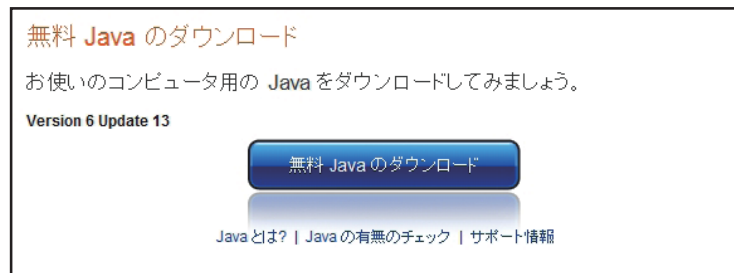 無料 Java のダウンロード
お使いのコンピュータ用の Java をダウンロードしてみましょう。
Version 6 Update 13
無料 Java のダウンロード
Java とは? | Java の有無のチェック | サポート情報